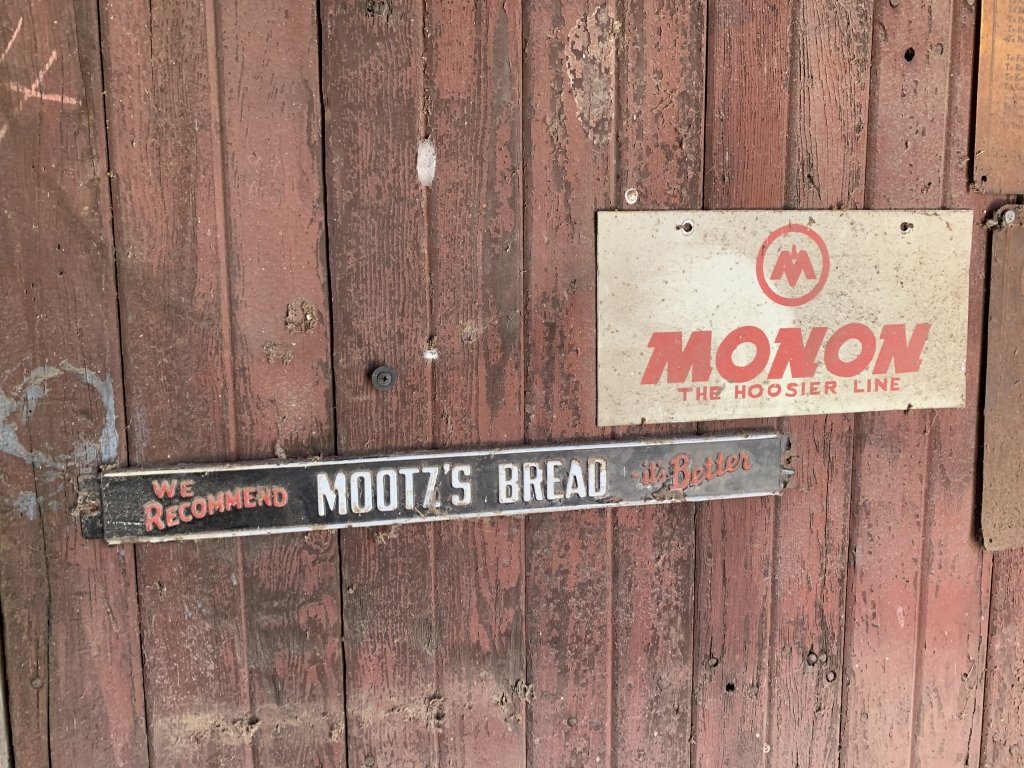 M
MONON
THE HOOSIER LINE
WE
RECOMMEND
MOOTZ'S BREAD
it's Better